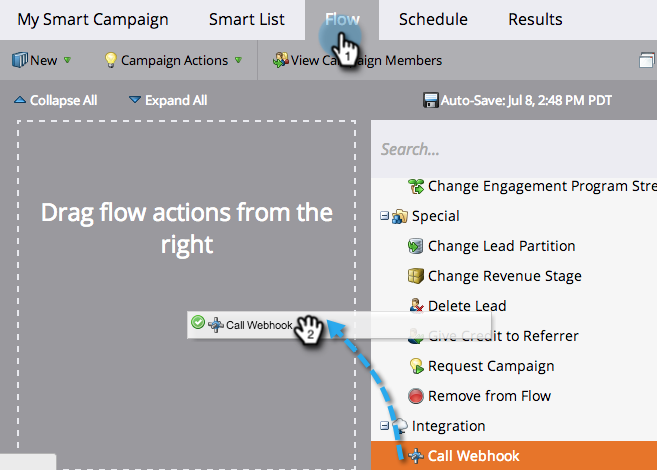 My Smart Campaign Smart List Flow Schedule Results
1
New Campaign Actions View Campaign Members
Collapse All Expand All Auto-Save: Jul 8, 2:48 PM PDT
Search...
Drag flow actions from the
right
Change Engagement Program Stre
Special
Change Lead Partition
Change Revenue Stage
Delete Lead
Call Webhook
2
Give Credit to Referrer
Request Campaign
Remove from Flow
Integration
Call Webhook